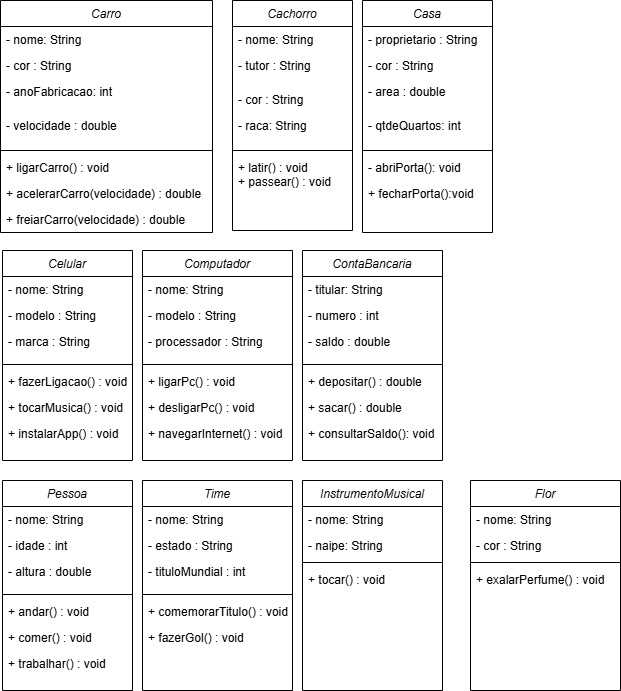 Carro
- nome: String
- cor : String
- anoFabricacao: int
- velocidade : double
+ ligarCarro() : void
+ acelerarCarro(velocidade) : double
+ freiarCarro(velocidade) : double
Cachorro
- nome: String
- tutor : String
- cor : String
- raca: String
+ latir() : void
+ passear() : void
Casa
- proprietario : String
- cor : String
- area : double
- qtdeQuartos: int
- abriPorta(): void
+ fecharPorta():void
Celular
- nome: String
- modelo : String
- marca : String
+ fazerLigacao() : void
+ tocarMusica() : void
+ instalarApp() : void
Computador
- nome: String
- modelo : String
- processador : String
+ ligarPc() : void
+ desligarPc() : void
+ navegarInternet() : void
ContaBancaria
- titular: String
- numero : int
- saldo : double
+ depositar() : double
+ sacar() : double
+ consultarSaldo(): void
Pessoa
- nome: String
- idade : int
- altura : double
+ andar() : void
+ comer() : void
+ trabalhar() : void
Time
- nome: String
- estado : String
- tituloMundial : int
+ comemorarTitulo() : void
+ fazerGol() : void
InstrumentoMusical
- nome: String
- naipe: String
+ tocar() : void
Flor
- nome: String
- cor : String
+ exalarPerfume() : void